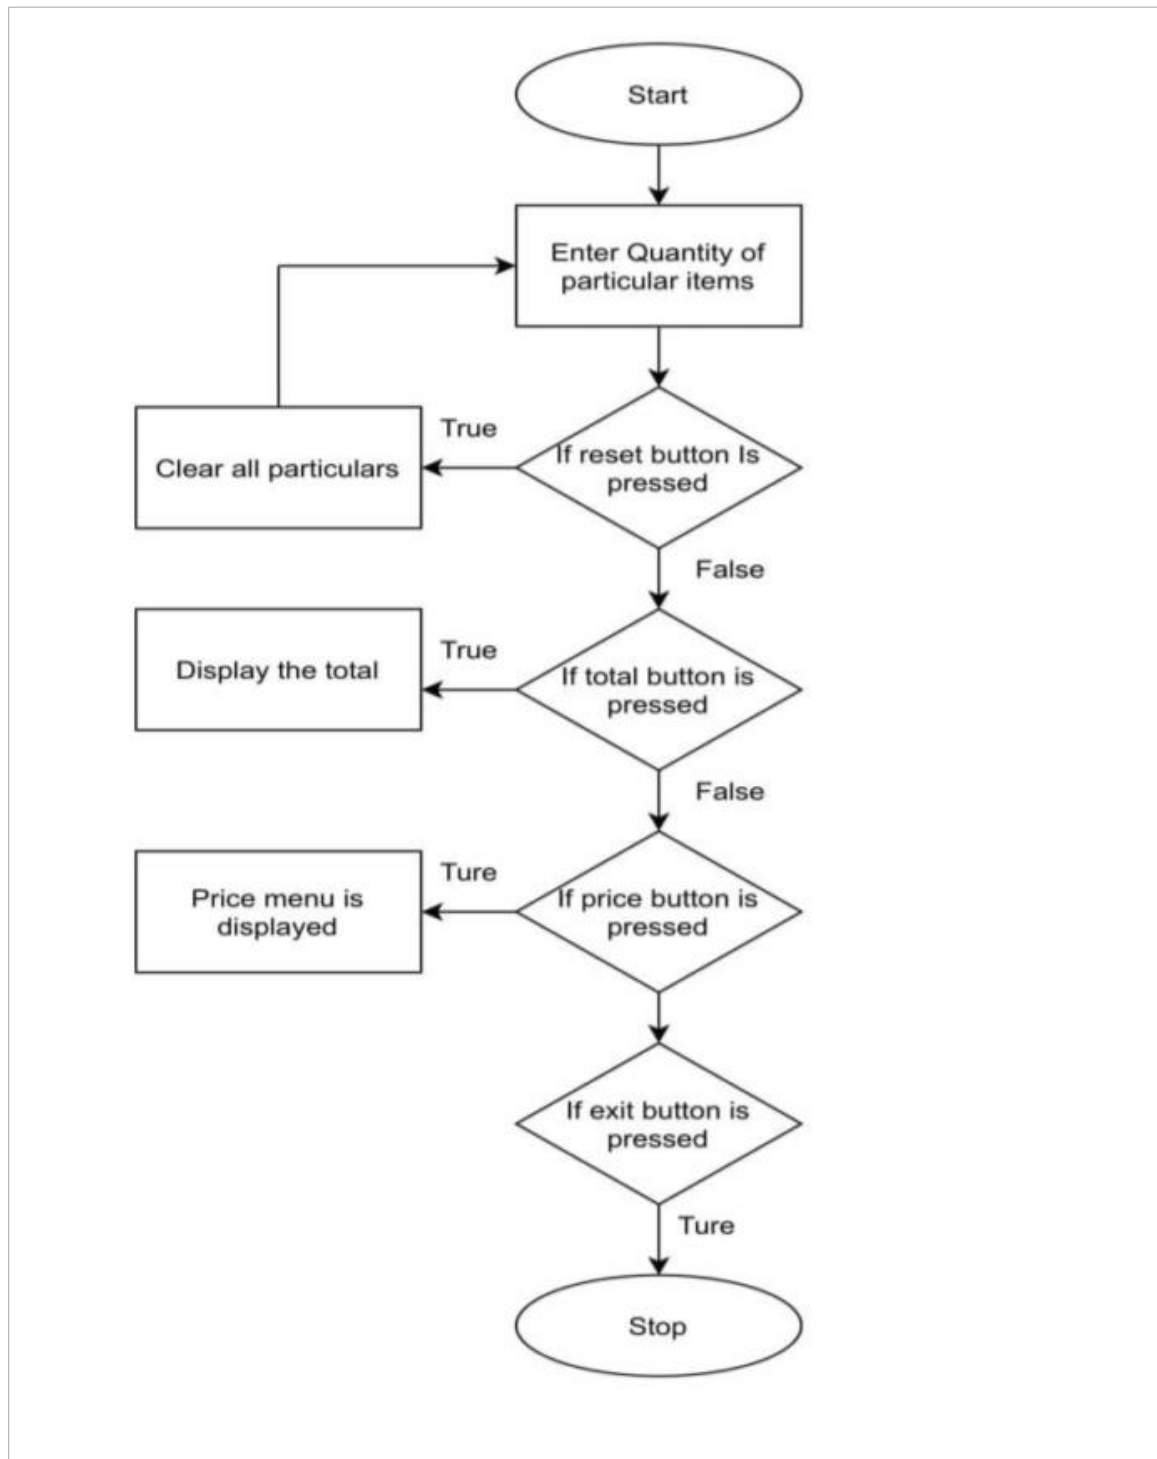 Start
Enter Quantity of
particular items
True
If reset button Is
pressed
Clear all particulars
False
True
If total button is
pressed
Display the total
False
Ture
If price button is
pressed
Price menu is
displayed
If exit button is
pressed
Ture
Stop